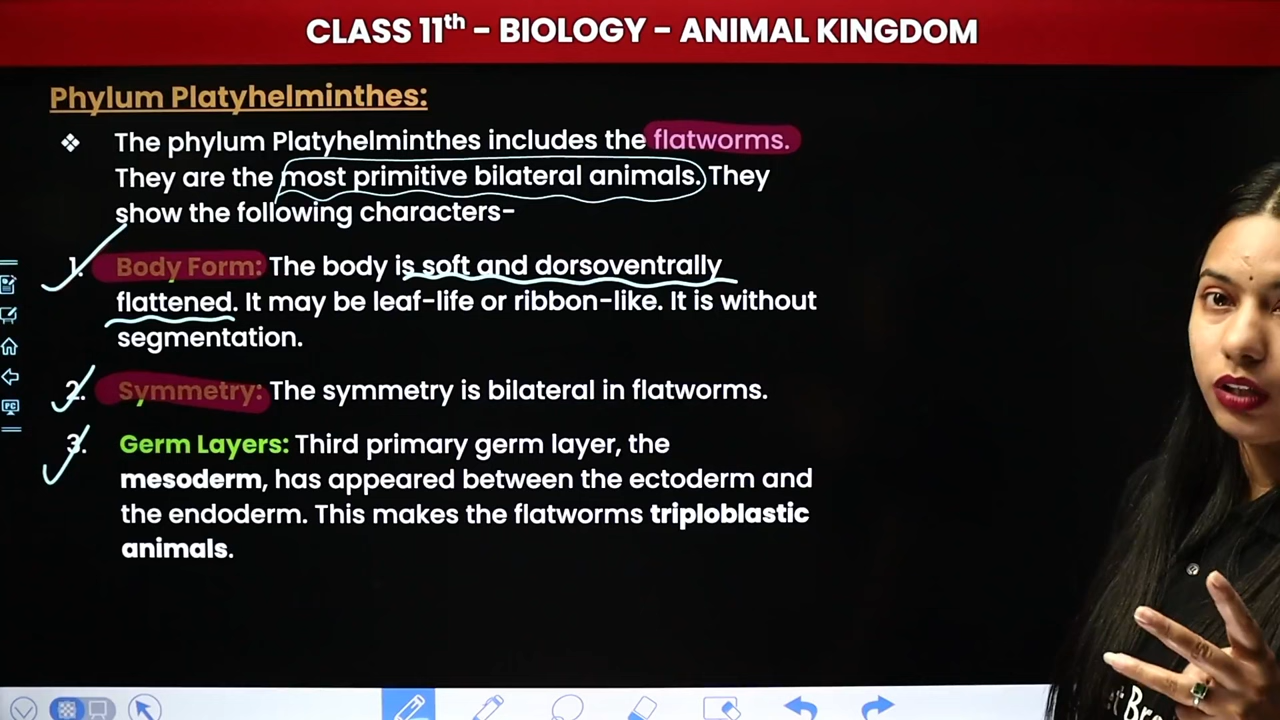 CLASS 11th - BIOLOGY - ANIMAL KINGDOM
Phylum Platyhelminthes:
❖ The phylum Platyhelminthes includes the flatworms.
They are the most primitive bilateral animals. They
show the following characters-
1. Body Form: The body is soft and dorsoventrally
flattened. It may be leaf-life or ribbon-like. It is without
segmentation.
2. Symmetry: The symmetry is bilateral in flatworms.
3. Germ Layers: Third primary germ layer, the
mesoderm, has appeared between the ectoderm and
the endoderm. This makes the flatworms triploblastic
animals.